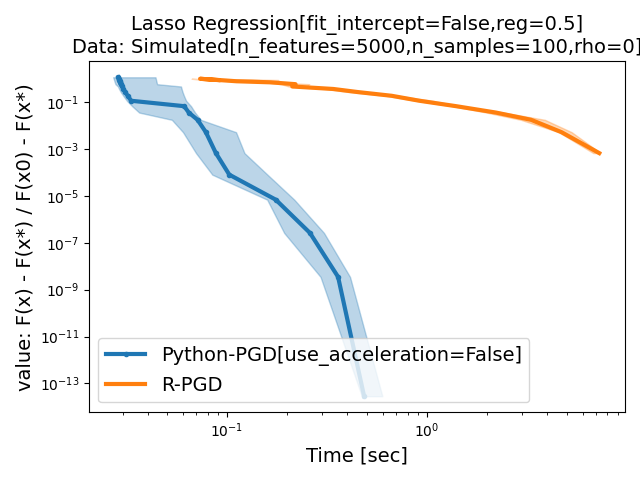 Lasso Regression[fit_intercept=False,reg=0.5]
Data: Simulated[n_features=5000,n_samples=100,rho=0]
value: F(x) - F(x*) / F(x0) - F(x*)
10⁻¹
10⁻³
10⁻⁵
10⁻⁷
10⁻⁹
10⁻¹¹
10⁻¹³
Python-PGD[use_acceleration=False]
R-PGD
10⁻¹
10⁰
Time [sec]